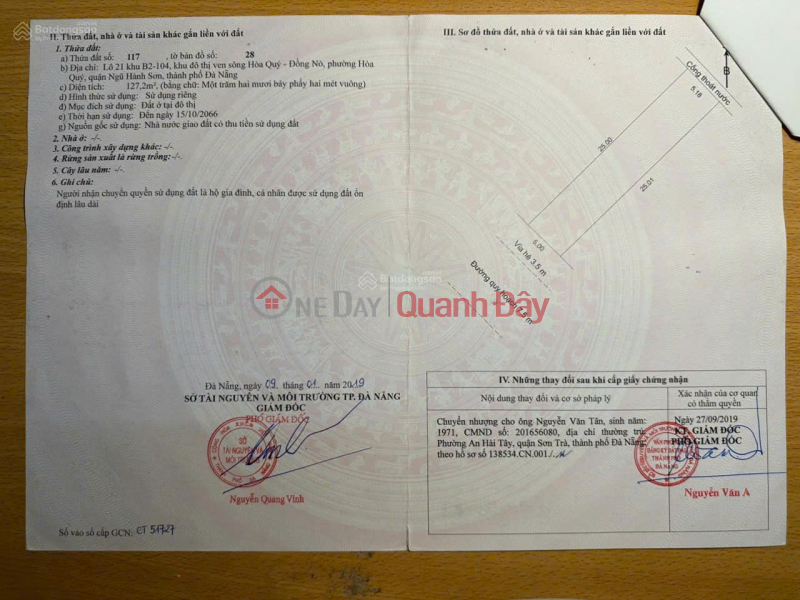 II. Thửa đất, nhà ở và tài sản khác gắn liền với đất
1. Thửa đất:
a) Thửa đất số: 117 , tờ bản đồ số: 28
b) Địa chỉ: Lô 21 khu B2-104, khu đô thị ven sông Hòa Quý - Đồng Nò, phường Hòa
Quý, quận Ngũ Hành Sơn, thành phố Đà Nẵng
c) Diện tích: 127,2m², (bằng chữ: Một trăm hai mươi bảy phẩy hai mét vuông)
d) Hình thức sử dụng: Sử dụng riêng
đ) Mục đích sử dụng: Đất ở tại đô thị
e) Thời hạn sử dụng: Đến ngày 15/10/2066
g) Nguồn gốc sử dụng: Nhà nước giao đất có thu tiền sử dụng đất
2. Nhà ở: -/-
3. Công trình xây dựng khác: -/-
4. Rừng sản xuất là rừng trồng: -/-
5. Cây lâu năm: -/-
6. Ghi chú:
Người nhận chuyển quyền sử dụng đất là hộ gia đình, cá nhân được sử dụng đất ổn
định lâu dài
Đà Nẵng, ngày 09 tháng 01 năm 2019
SỞ TÀI NGUYÊN VÀ MÔI TRƯỜNG TP. ĐÀ NẴNG
GIÁM ĐỐC
PHÓ GIÁM ĐỐC
SỞ
TÀI NGUYÊN VÀ
MÔI TRƯỜNG
Nguyễn Quang Vinh
Số vào sổ cấp GCN: CT 51727
III. Sơ đồ thửa đất, nhà ở và tài sản khác gắn liền với đất
B
Cống thoát nước
5.18
25.00
25.01
5.00
Vỉa hè 3.5 m
Đường quy hoạch 7.5 m
IV. Những thay đổi sau khi cấp giấy chứng nhận
Nội dung thay đổi và cơ sở pháp lý
Xác nhận của cơ quan
có thẩm quyền
Chuyển nhượng cho ông Nguyễn Văn Tân, sinh năm:
1971, CMND số: 201656080, địa chỉ thường trú:
Phường An Hải Tây, quận Sơn Trà, thành phố Đà Nẵng;
theo hồ sơ số 138534.CN.001./.
Ngày 27/09/2019
KT. GIÁM ĐỐC
PHÓ GIÁM ĐỐC
Nguyễn Văn A
ONEDAY Quanh Đây
Batdongsan
Batdongsan